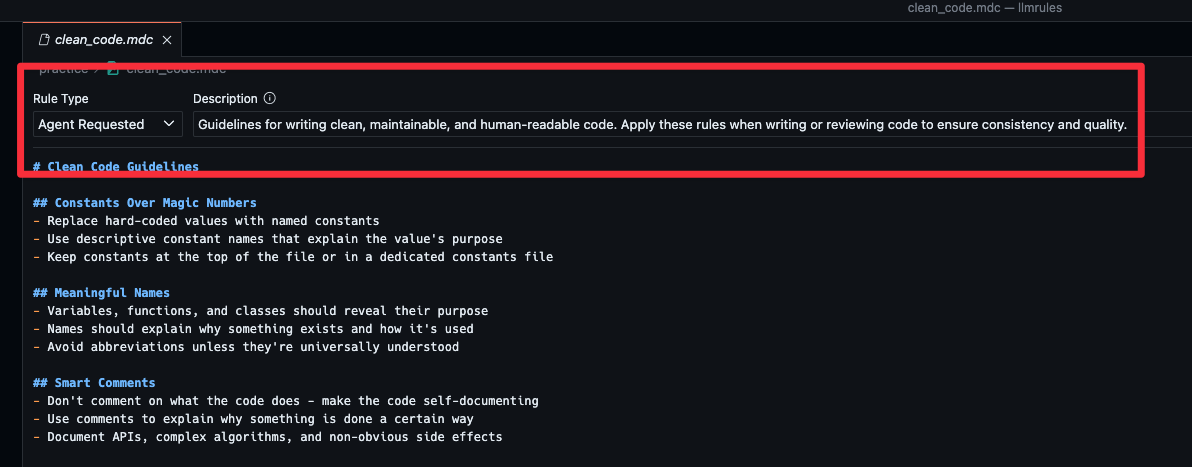 clean_code.mdc — llmrules
clean_code.mdc
practice › clean_code.mdc
Rule Type
Description
Agent Requested
Guidelines for writing clean, maintainable, and human-readable code. Apply these rules when writing or reviewing code to ensure consistency and quality.
# Clean Code Guidelines
## Constants Over Magic Numbers
- Replace hard-coded values with named constants
- Use descriptive constant names that explain the value's purpose
- Keep constants at the top of the file or in a dedicated constants file
## Meaningful Names
- Variables, functions, and classes should reveal their purpose
- Names should explain why something exists and how it's used
- Avoid abbreviations unless they're universally understood
## Smart Comments
- Don't comment on what the code does - make the code self-documenting
- Use comments to explain why something is done a certain way
- Document APIs, complex algorithms, and non-obvious side effects